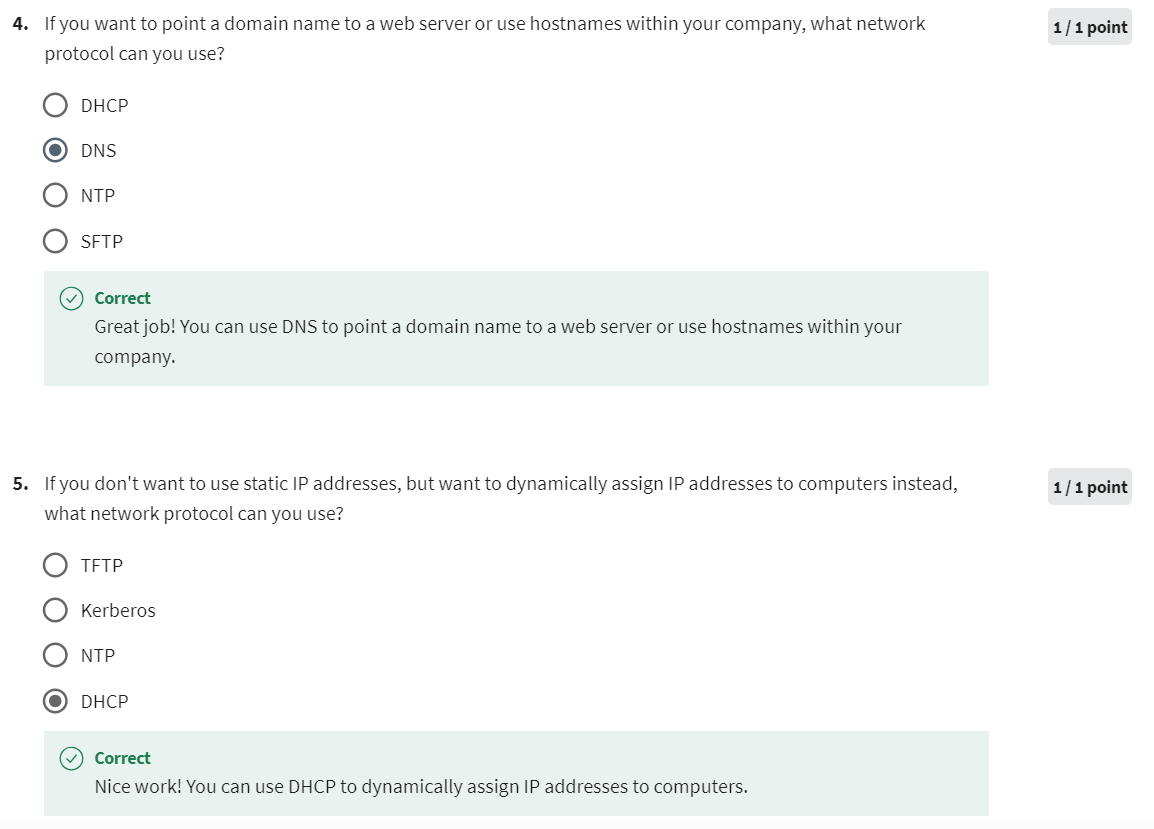 4. If you want to point a domain name to a web server or use hostnames within your company, what network
protocol can you use?
1 / 1 point
DHCP
DNS
NTP
SFTP
Correct
Great job! You can use DNS to point a domain name to a web server or use hostnames within your
company.
5. If you don't want to use static IP addresses, but want to dynamically assign IP addresses to computers instead,
what network protocol can you use?
1 / 1 point
TFTP
Kerberos
NTP
DHCP
Correct
Nice work! You can use DHCP to dynamically assign IP addresses to computers.